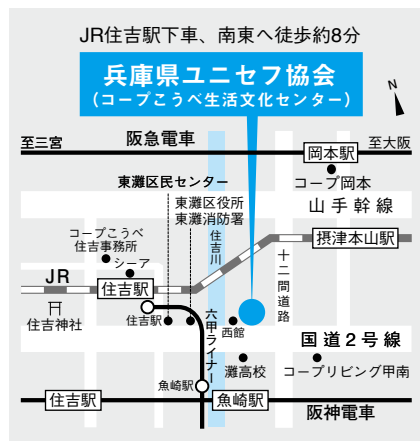 JR住吉駅下車、南東へ徒歩約8分
兵庫県ユニセフ協会
（コープこうべ生活文化センター）
N
至三宮
阪急電車
至大阪
岡本駅
コープ岡本
東灘区民センター
東灘区役所
東灘消防署
山手幹線
コープこうべ
住吉事務所
住吉川
十二間道路
摂津本山駅
シーア
JR
住吉駅
住吉神社
住吉駅
六甲ライナー
西館
国道2号線
灘高校
コープリビング甲南
魚崎駅
住吉駅
魚崎駅
阪神電車